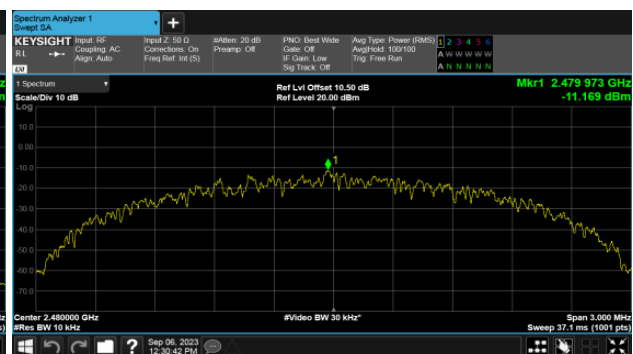 Spectrum Analyzer 1
Swept SA
+
KEYSIGHT Input: RF Input Z: 50 Ω #Atten: 20 dB PNO: Best Wide Avg Type: Power (RMS) 1 2 3 4 5 6
RL Coupling: AC Corrections: On Preamp: Off Gate: Off Avg|Hold: 100/100 A W W W W W
Align: Auto Freq Ref: Int (S) IF Gain: Low Trig: Free Run
LXI Sig Track: Off A N N N N N
1 Spectrum Ref Lvl Offset 10.50 dB Mkr1 2.479 973 GHz
Scale/Div 10 dB Ref Level 20.00 dBm -11.169 dBm
Log
10.0
0.00
1
-10.0
-20.0
-30.0
-40.0
-50.0
-60.0
-70.0
Center 2.480000 GHz #Video BW 30 kHz* Span 3.000 MHz
#Res BW 10 kHz Sweep 37.1 ms (1001 pts)
? Sep 06, 2023
12:30:42 PM